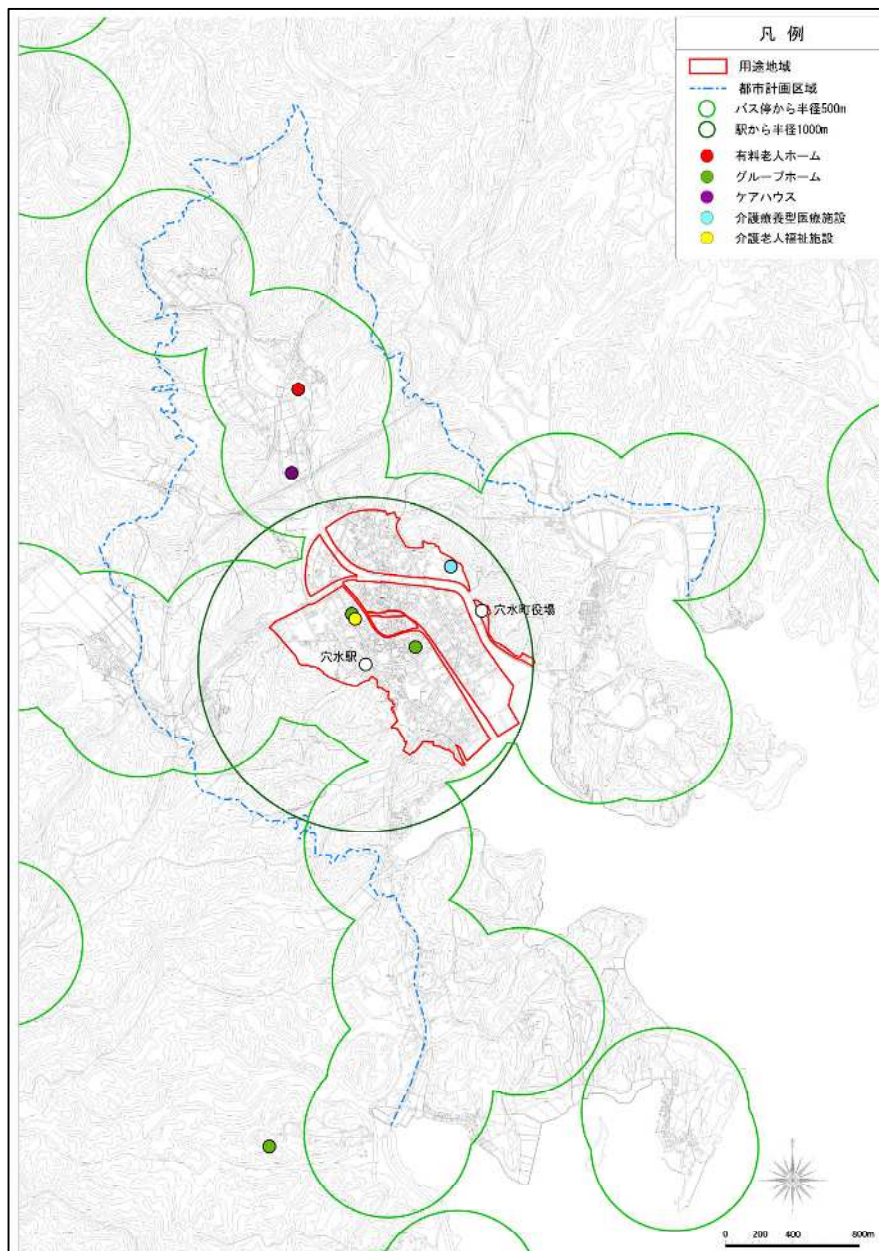 凡 例
用途地域
都市計画区域
バス停から半径500m
駅から半径1000m
有料老人ホーム
グループホーム
ケアハウス
介護療養型医療施設
介護老人福祉施設
穴水町役場
穴水駅
0 200 400 800m